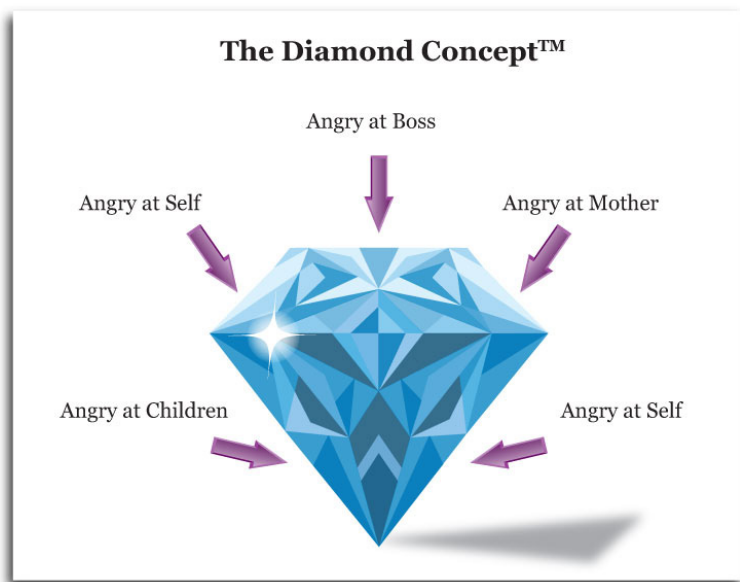 The Diamond Concept™
Angry at Boss
Angry at Self
Angry at Mother
Angry at Children
Angry at Self